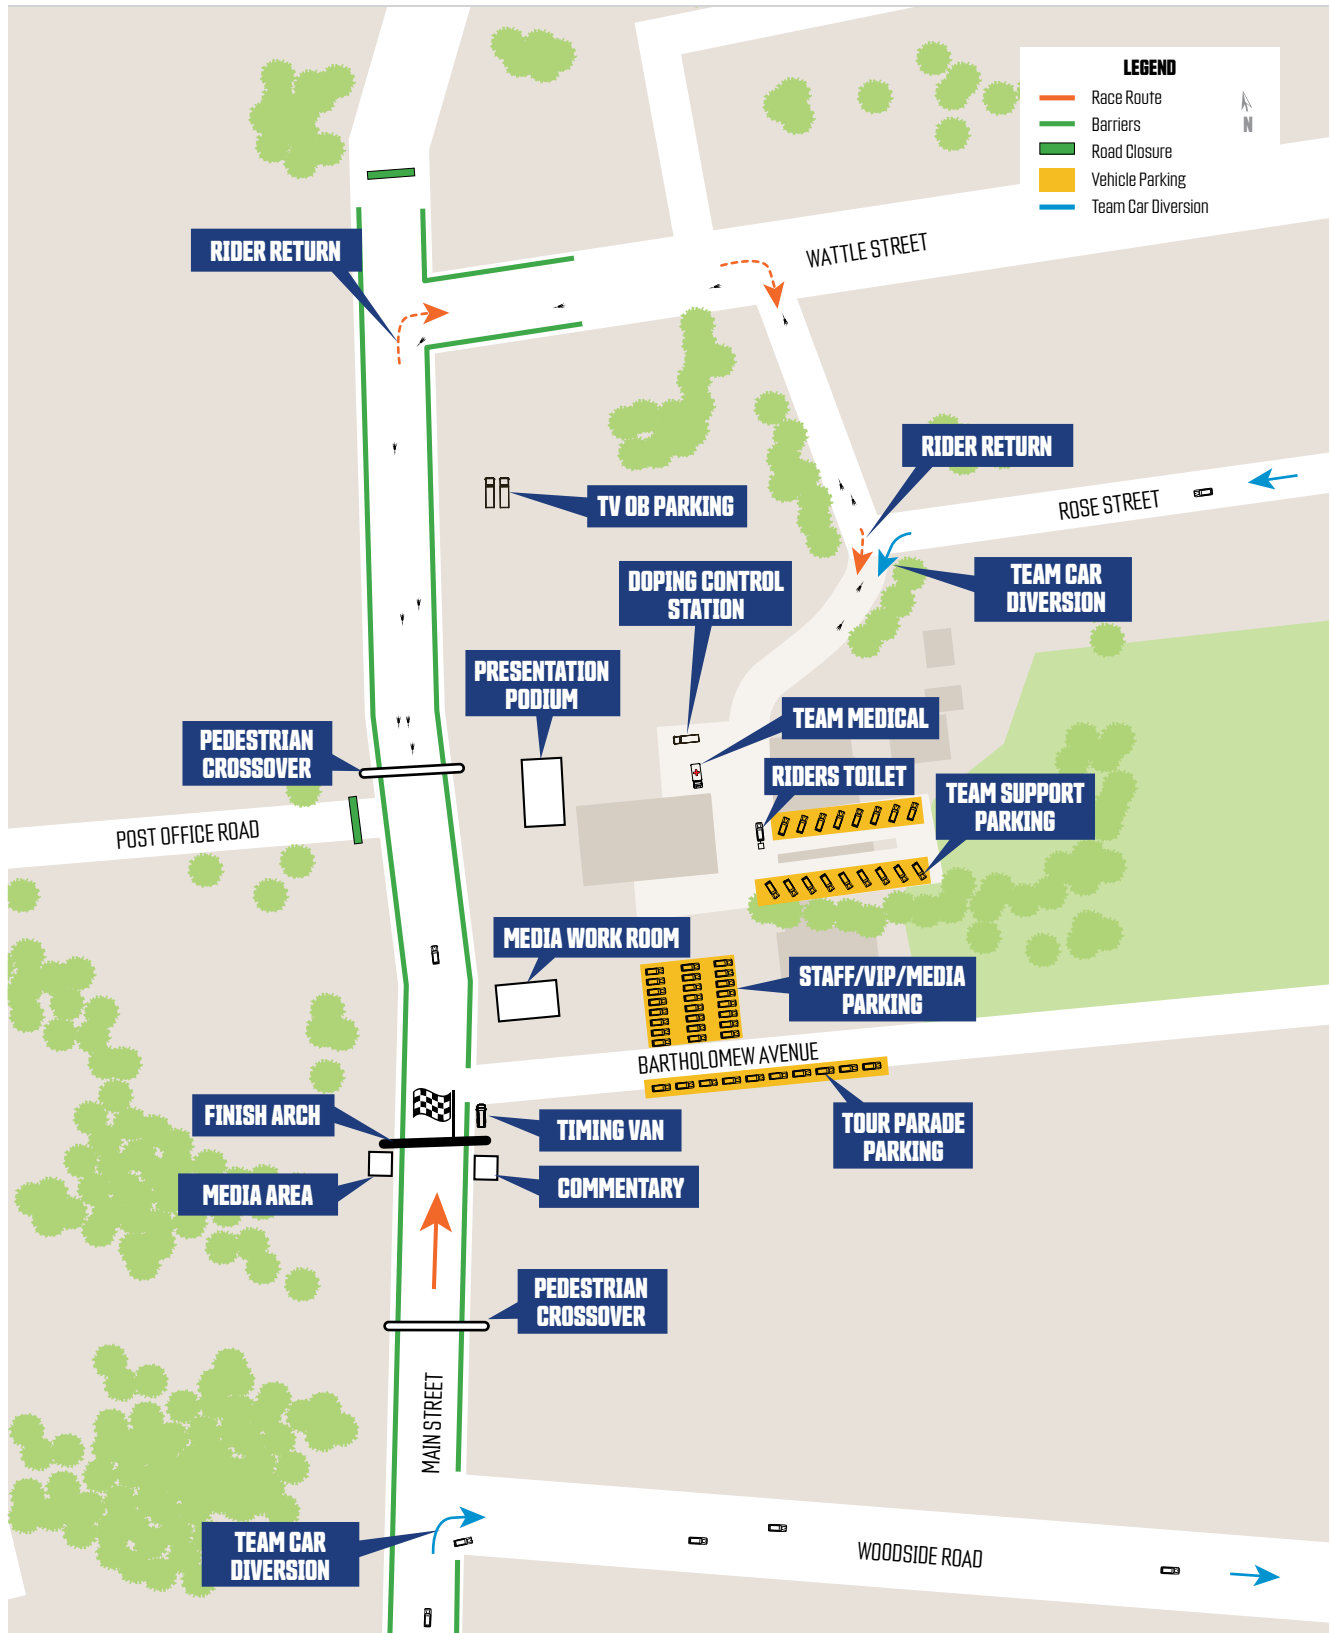 LEGEND
Race Route
Barriers
Road Closure
Vehicle Parking
Team Car Diversion
N
WATTLE STREET
RIDER RETURN
RIDER RETURN
ROSE STREET
TV OB PARKING
TEAM CAR
DIVERSION
DOPING CONTROL
STATION
PRESENTATION
PODIUM
TEAM MEDICAL
PEDESTRIAN
CROSSOVER
RIDERS TOILET
TEAM SUPPORT
PARKING
POST OFFICE ROAD
MEDIA WORK ROOM
STAFF/VIP/MEDIA
PARKING
BARTHOLOMEW AVENUE
FINISH ARCH
TIMING VAN
TOUR PARADE
PARKING
MEDIA AREA
COMMENTARY
PEDESTRIAN
CROSSOVER
MAIN STREET
TEAM CAR
DIVERSION
WOODSIDE ROAD